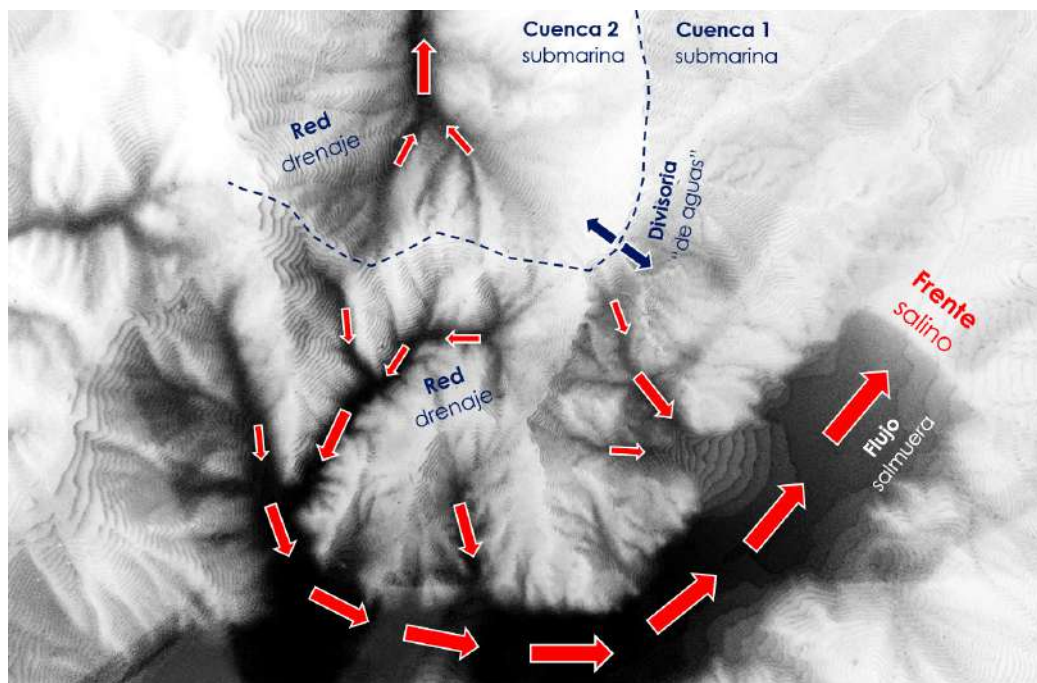 Cuenca 2
submarina
Cuenca 1
submarina
Red
drenaje
Divisoria
"de aguas"
Frente
salino
Red
drenaje
Flujo
salmuera